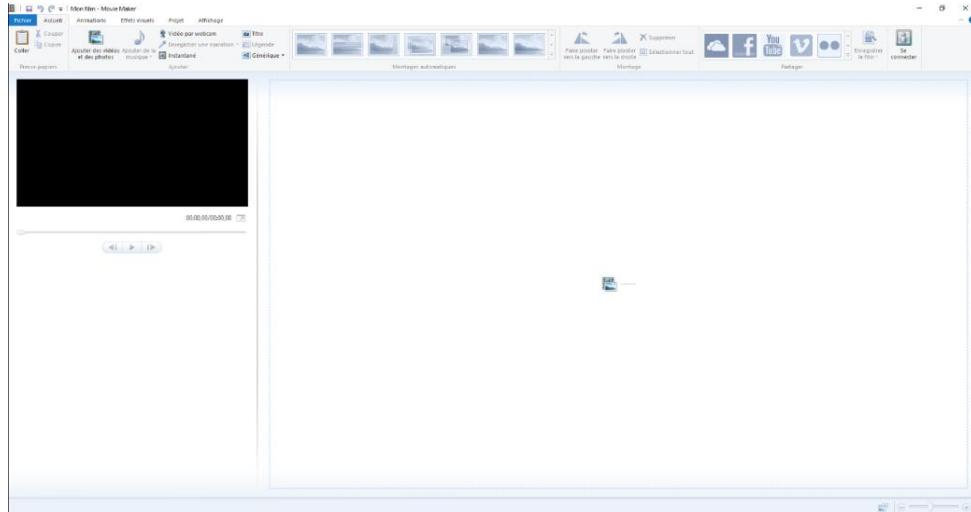 Mon film - Movie Maker
Fichier Accueil Animations Effets visuels Projet Affichage
Coller
Couper
Copier
Presse-papiers
Ajouter des vidéos
et des photos
Ajouter de la
musique
Vidéo par webcam
Enregistrer une narration
Instantané
Titre
Légende
Générique
Ajouter
Montages automatiques
Faire pivoter
vers la gauche
Faire pivoter
vers la droite
Supprimer
Sélectionner tout
Montage
f
You
Tube
V
Partager
Enregistrer
le film
Se
connecter
00:00,00/00:00,00